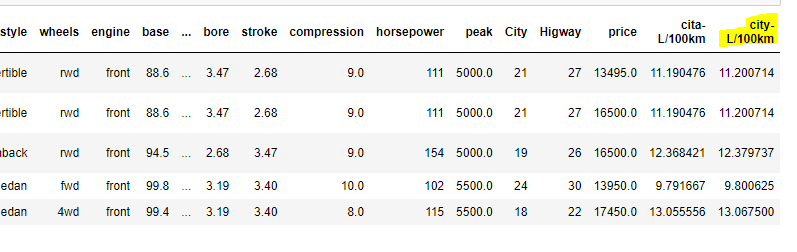 style wheels engine base ... bore stroke compression horsepower peak City Higway price cita-L/100km city-L/100km
ertible rwd front 88.6 ... 3.47 2.68 9.0 111 5000.0 21 27 13495.0 11.190476 11.200714
ertible rwd front 88.6 ... 3.47 2.68 9.0 111 5000.0 21 27 16500.0 11.190476 11.200714
hback rwd front 94.5 ... 2.68 3.47 9.0 154 5000.0 19 26 16500.0 12.368421 12.379737
edan fwd front 99.8 ... 3.19 3.40 10.0 102 5500.0 24 30 13950.0 9.791667 9.800625
edan 4wd front 99.4 ... 3.19 3.40 8.0 115 5500.0 18 22 17450.0 13.055556 13.067500